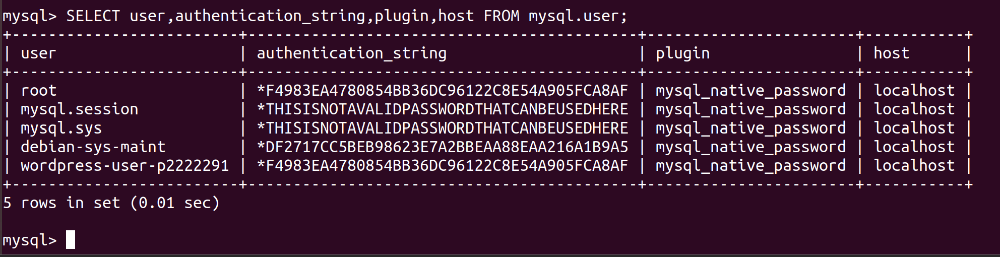 mysql> SELECT user,authentication_string,plugin,host FROM mysql.user;
+-------------------------+-------------------------------------------+-----------------------+-----------+
| user                    | authentication_string                     | plugin                | host      |
+-------------------------+-------------------------------------------+-----------------------+-----------+
| root                    | *F4983EA4780854BB36DC96122C8E54A905FCA8AF | mysql_native_password | localhost |
| mysql.session           | *THISISNOTAVALIDPASSWORDTHATCANBEUSEDHERE | mysql_native_password | localhost |
| mysql.sys               | *THISISNOTAVALIDPASSWORDTHATCANBEUSEDHERE | mysql_native_password | localhost |
| debian-sys-maint        | *DF2717CC5BEB98623E7A2BBEAA88EAA216A1B9A5 | mysql_native_password | localhost |
| wordpress-user-p2222291 | *F4983EA4780854BB36DC96122C8E54A905FCA8AF | mysql_native_password | localhost |
+-------------------------+-------------------------------------------+-----------------------+-----------+
5 rows in set (0.01 sec)
mysql>